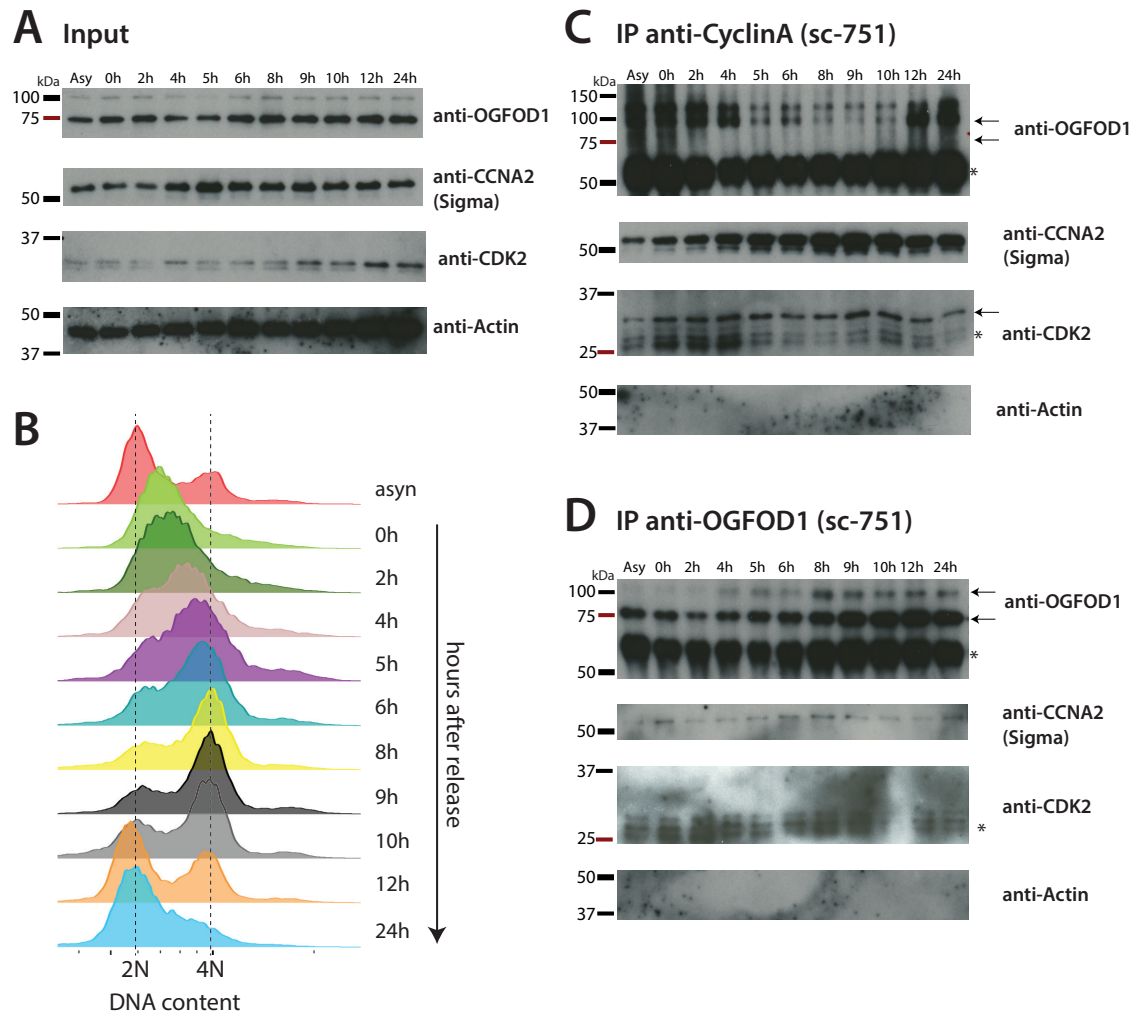 A Input
kDa Asy 0h 2h 4h 5h 6h 8h 9h 10h 12h 24h
100
75
anti-OGFOD1
50
anti-CCNA2
(Sigma)
37
anti-CDK2
50
37
anti-Actin
B
asyn
0h
2h
4h
5h
6h
8h
9h
10h
12h
24h
hours after release
2N 4N
DNA content
C IP anti-CyclinA (sc-751)
kDa Asy 0h 2h 4h 5h 6h 8h 9h 10h 12h 24h
150
100
75
50
anti-OGFOD1
*
50
anti-CCNA2
(Sigma)
37
25
anti-CDK2
*
50
37
anti-Actin
D IP anti-OGFOD1 (sc-751)
kDa Asy 0h 2h 4h 5h 6h 8h 9h 10h 12h 24h
100
75
50
anti-OGFOD1
*
50
anti-CCNA2
(Sigma)
37
25
anti-CDK2
*
50
37
anti-Actin